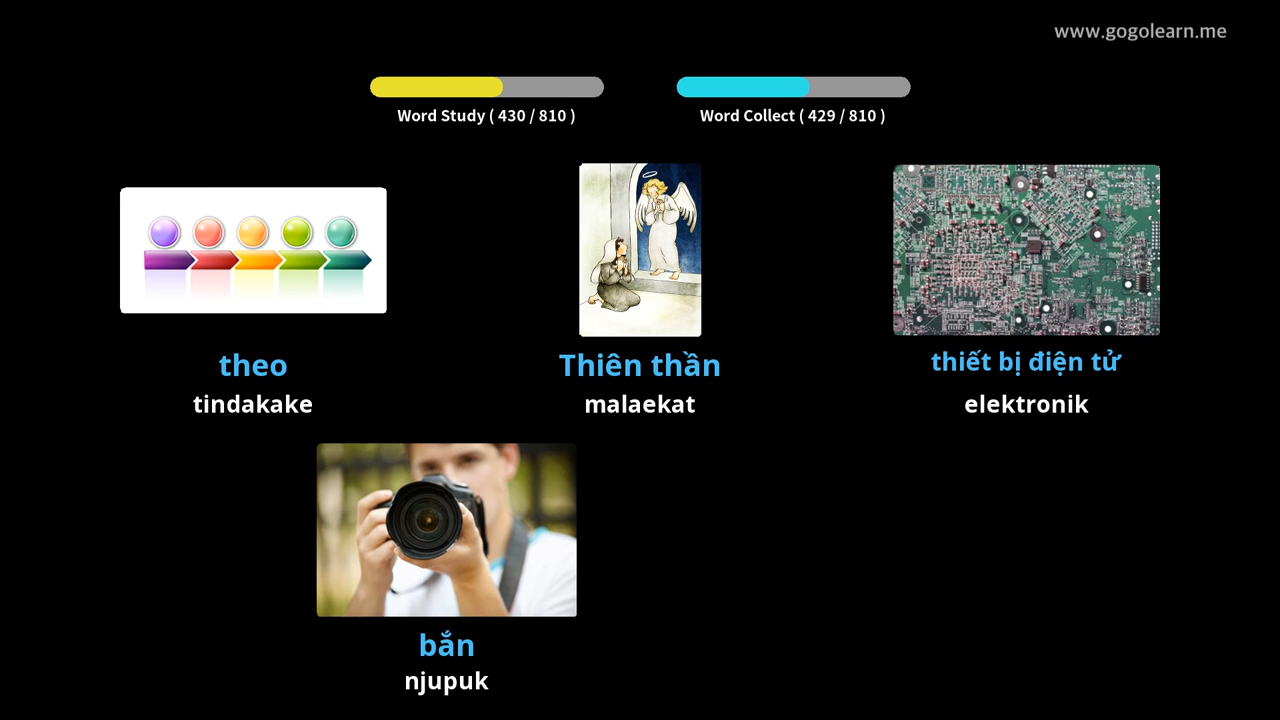 www.gogolearn.me
Word Study ( 430 / 810 )
Word Collect ( 429 / 810 )
theo
tindakake
Thiên thần
malaekat
thiết bị điện tử
elektronik
bắn
njupuk